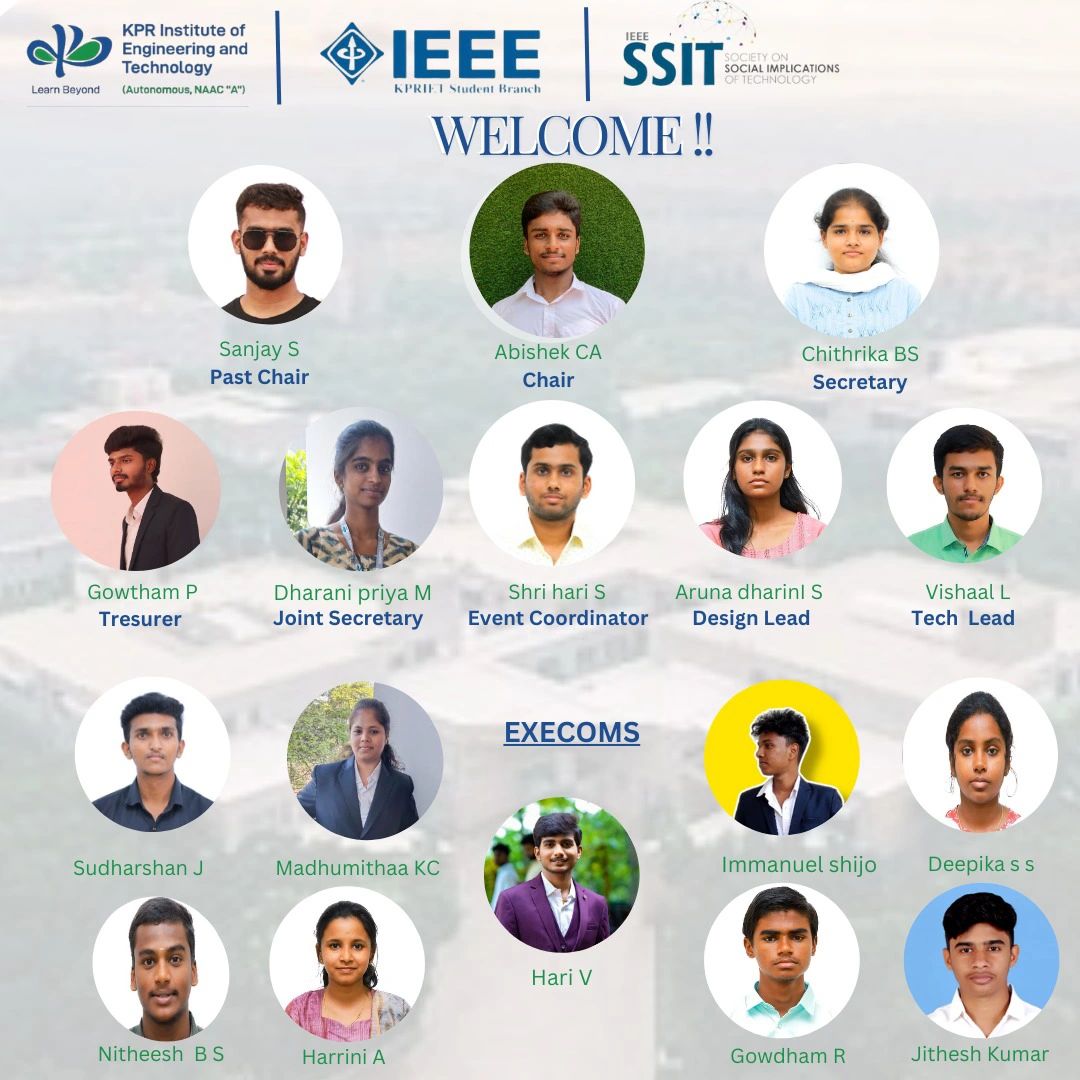 KPR Institute of
Engineering and
Technology
Learn Beyond
(Autonomous, NAAC "A")
IEEE
KPRIET Student Branch
IEEE
SSIT
SOCIETY ON
SOCIAL IMPLICATIONS
OF TECHNOLOGY
WELCOME !!
Sanjay S
Past Chair
Abishek CA
Chair
Chithrika BS
Secretary
Gowtham P
Tresurer
Dharani priya M
Joint Secretary
Shri hari S
Event Coordinator
Aruna dharinI S
Design Lead
Vishaal L
Tech Lead
EXECOMS
Sudharshan J
Madhumithaa KC
Immanuel shijo
Deepika s s
Hari V
Nitheesh B S
Harrini A
Gowdham R
Jithesh Kumar